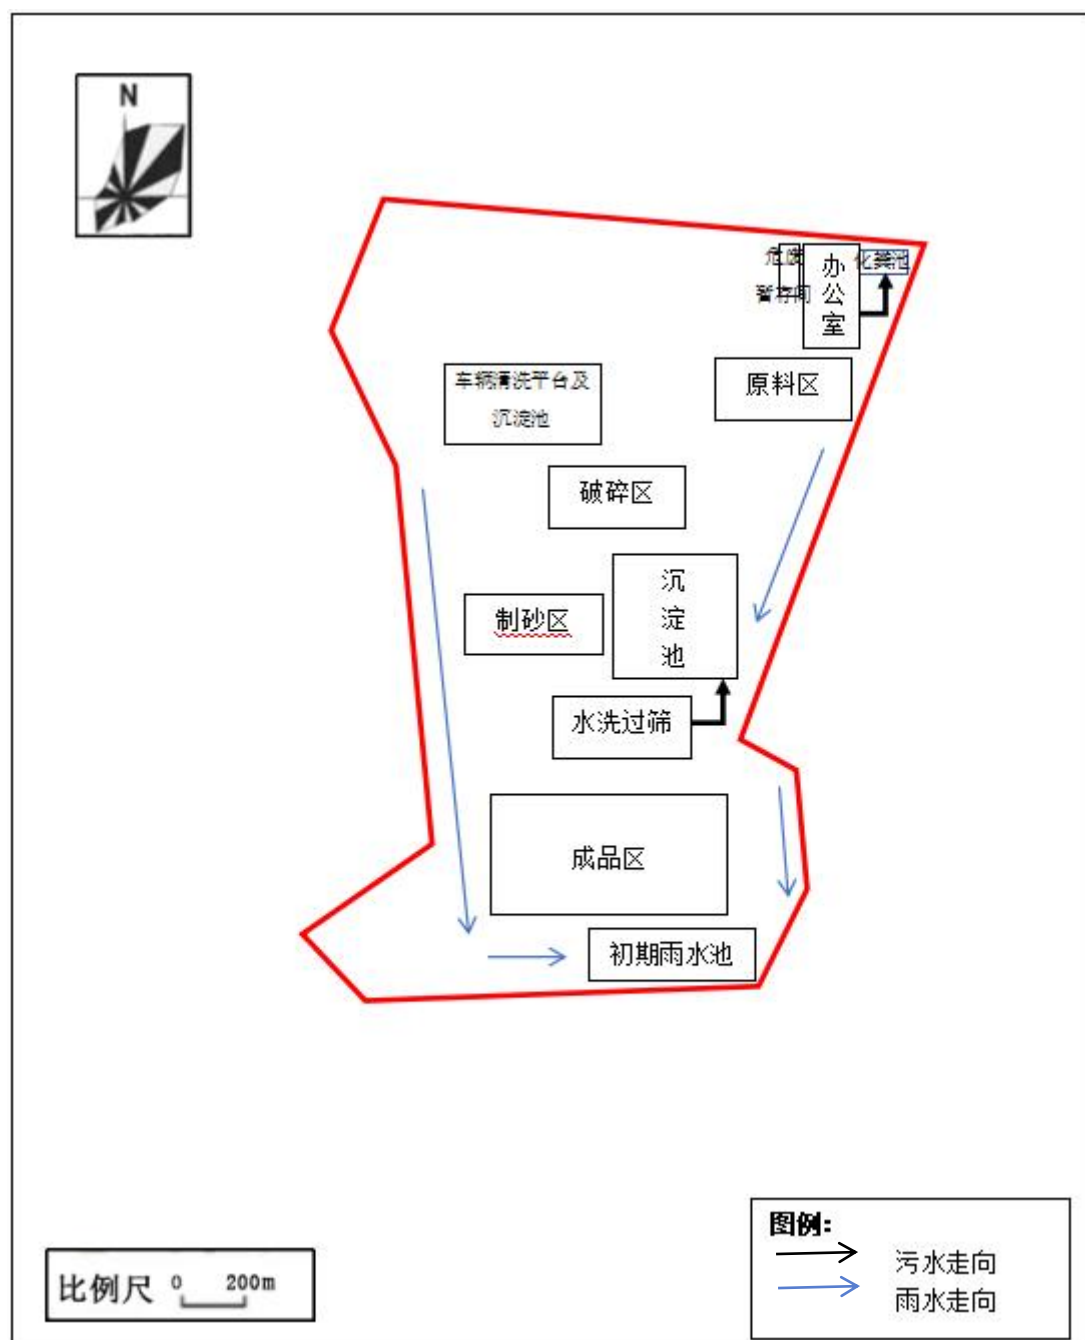 N
危废
暂存间
办公室
化粪池
原料区
车辆清洗平台及
沉淀池
破碎区
沉淀池
制砂区
水洗过筛
成品区
初期雨水池
图例：
污水走向
雨水走向
比例尺 0 200m